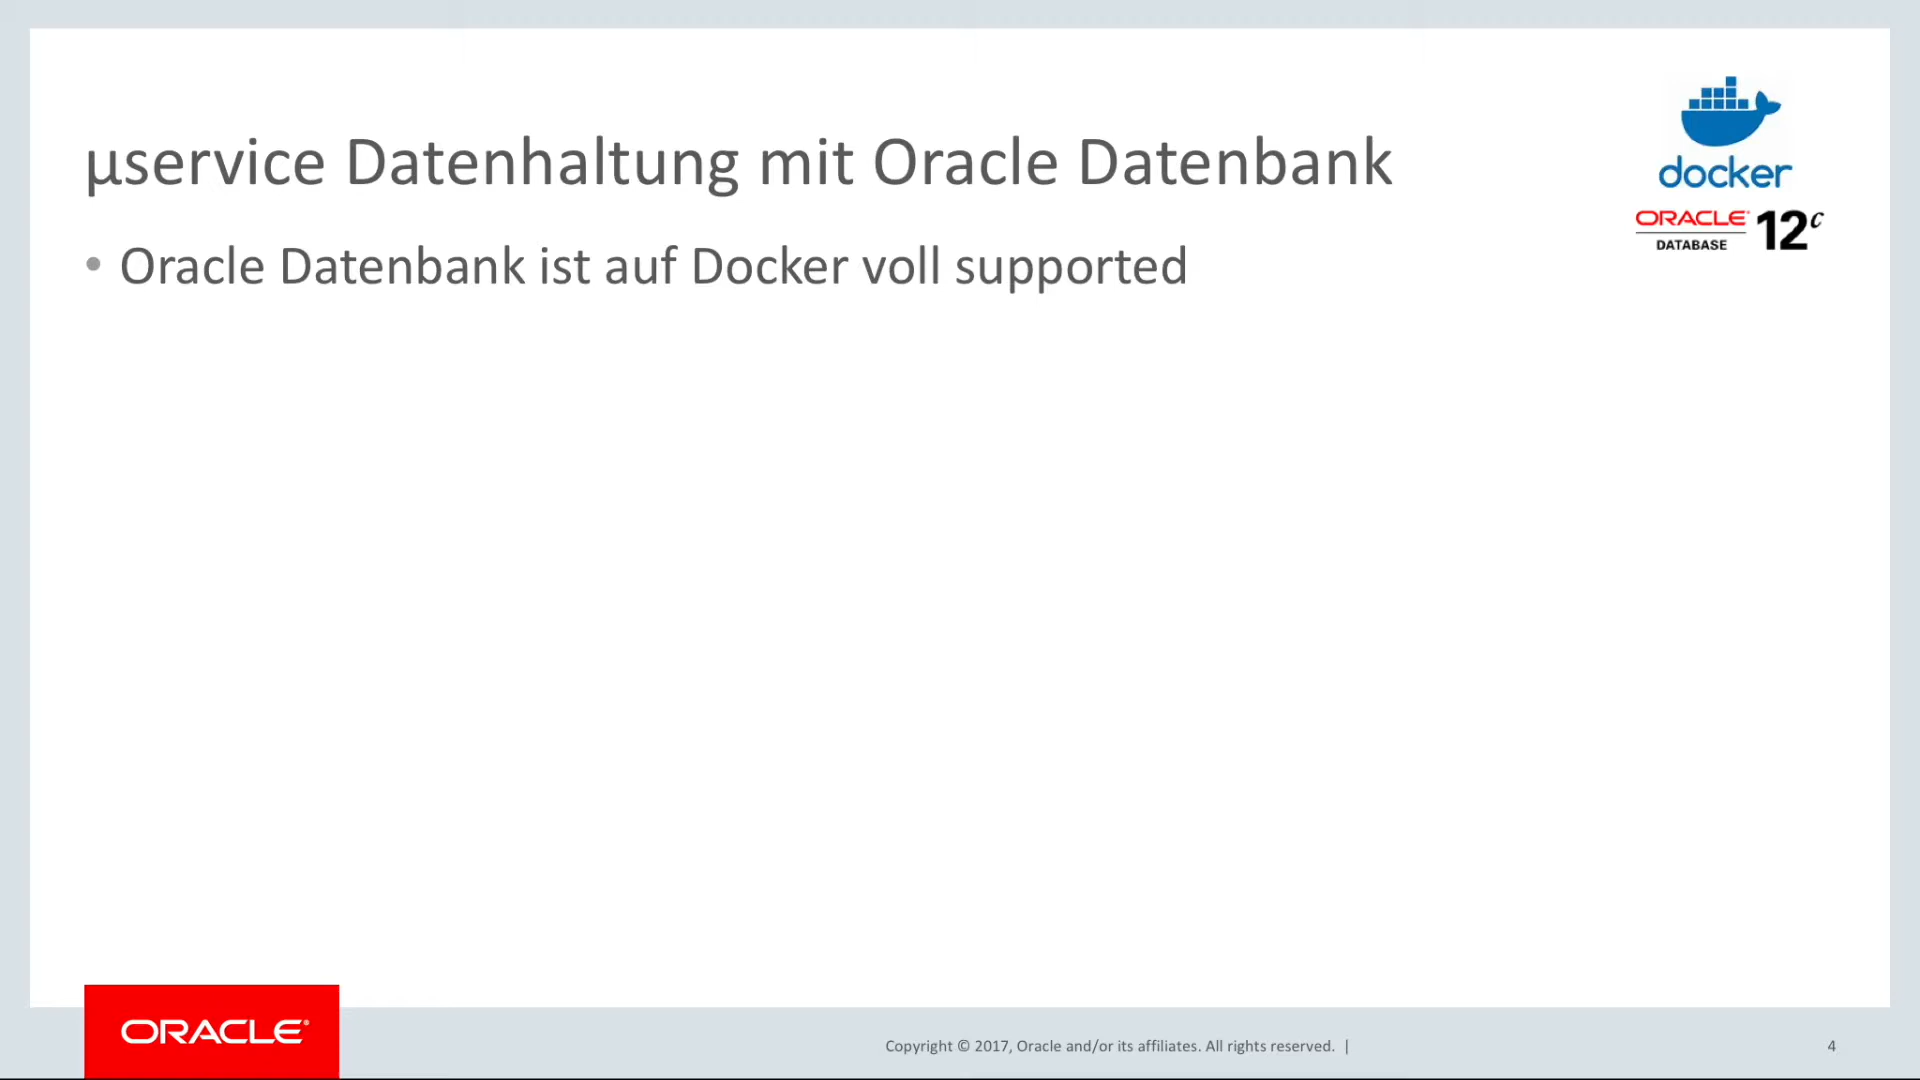 docker
ORACLE® 12c
DATABASE
µservice Datenhaltung mit Oracle Datenbank
• Oracle Datenbank ist auf Docker voll supported
ORACLE®
Copyright © 2017, Oracle and/or its affiliates. All rights reserved. |
4